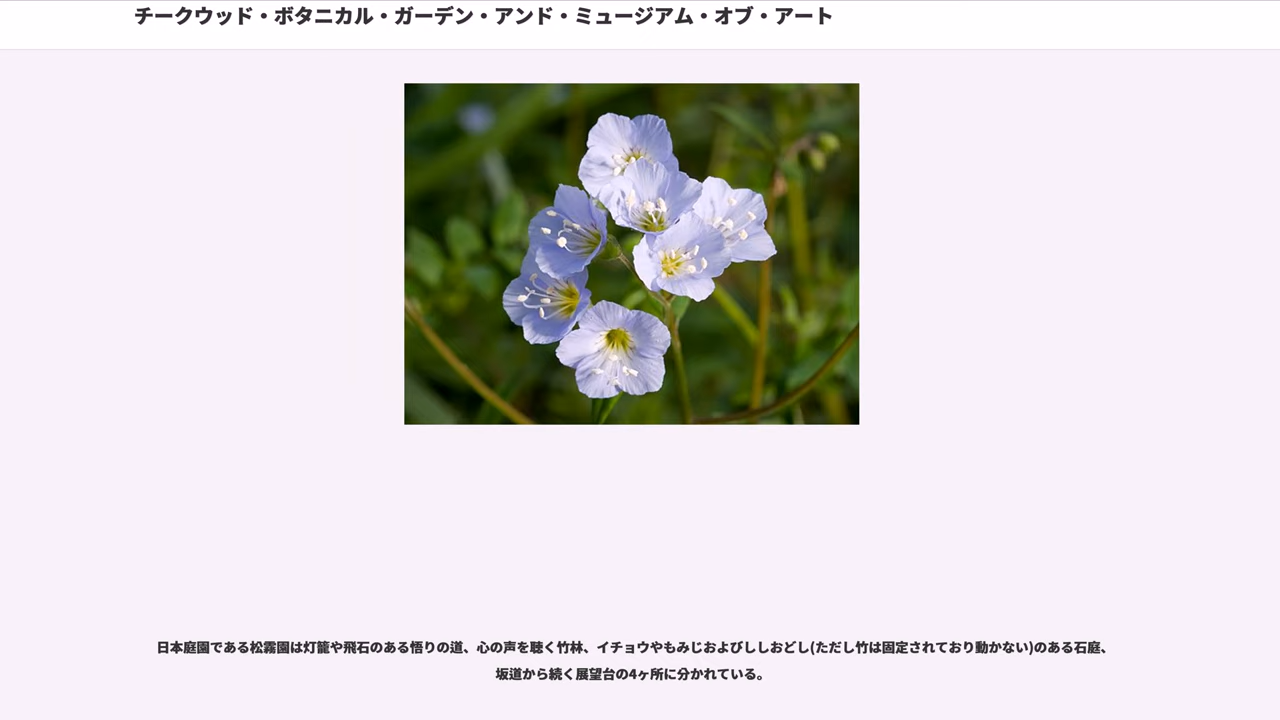 チークウッド・ボタニカル・ガーデン・アンド・ミュージアム・オブ・アート
日本庭園である松霧園は灯籠や飛石のある悟りの道、心の声を聴く竹林、イチョウやもみじおよびししおどし(ただし竹は固定されており動かない)のある石庭、
坂道から続く展望台の4ヶ所に分かれている。